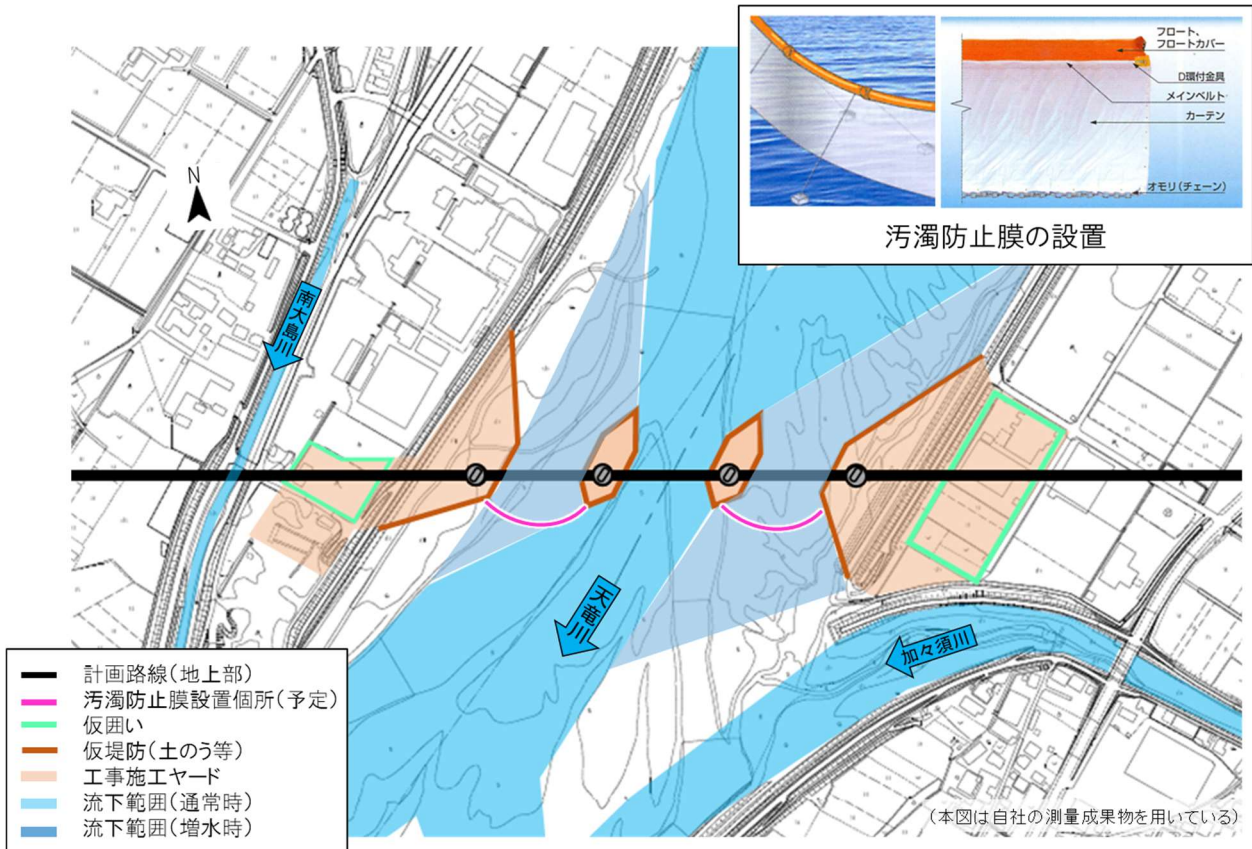 フロート、
フロートカバー
D環付金具
メインベルト
カーテン
オモリ(チェーン)
汚濁防止膜の設置
N
南大島川
天竜川
加々須川
計画路線(地上部)
汚濁防止膜設置個所(予定)
仮囲い
仮堤防(土のう等)
工事施工ヤード
流下範囲(通常時)
流下範囲(増水時)
(本図は自社の測量成果物を用いている)